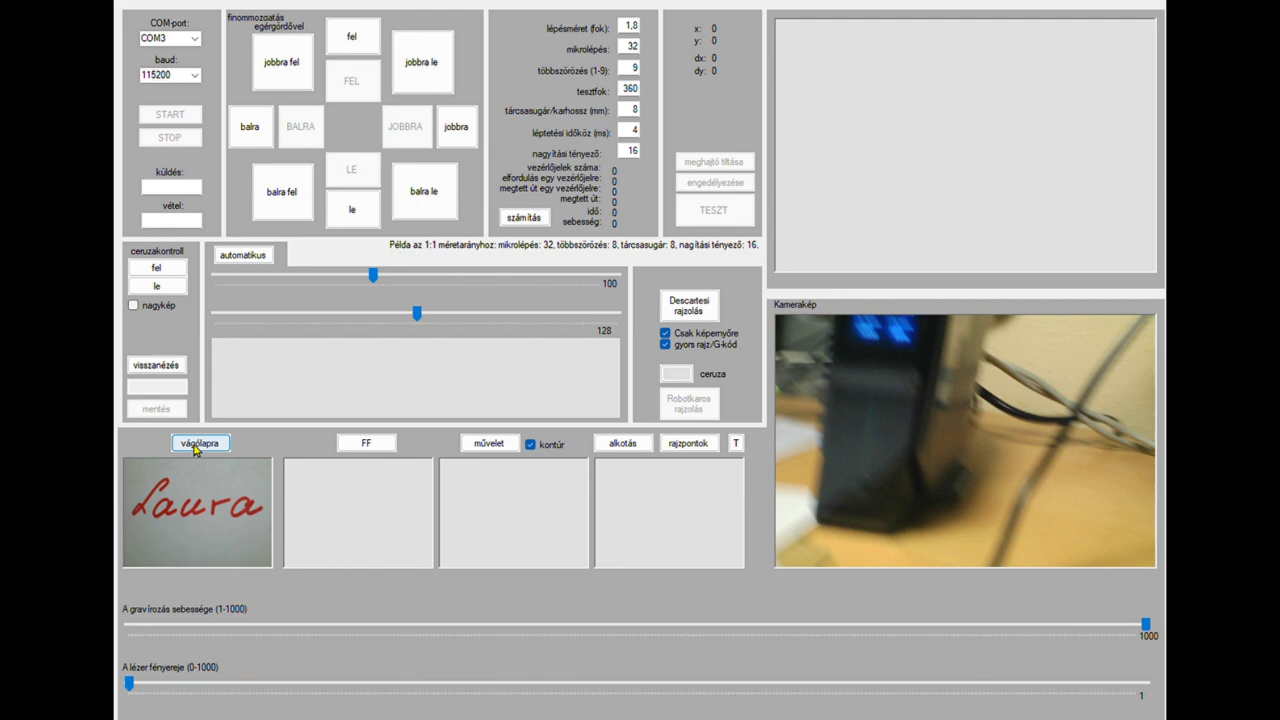 COM-port:
COM3
baud:
115200
START
STOP
küldés:
vétel:
finommozgatás
egérgördővel
jobbra fel
fel
jobbra le
FEL
balra
BALRA
JOBBRA
jobbra
LE
balra fel
balra le
le
lépésméret (fok): 1,8
mikrolépés: 32
többszörözés (1-9): 9
tesztfok: 360
tárcsasugár/karhossz (mm): 8
léptetési időköz (ms): 4
nagyítási tényező: 16
vezérlőjelek száma: 0
elfordulás egy vezérlőjelre: 0
megtett út egy vezérlőjelre: 0
megtett út: 0
idő: 0
sebesség: 0
számítás
x: 0
y: 0
dx: 0
dy: 0
meghajtó tiltása
engedélyezése
TESZT
Példa az 1:1 méretarányhoz: mikrolépés: 32, többszörözés: 8, tárcsasugár: 8, nagítási tényező: 16.
ceruzakontroll
fel
le
nagykép
visszanézés
mentés
automatikus
100
128
Descartesi
rajzolás
Csak képernyőre
gyors rajz/G-kód
ceruza
Robotkaros
rajzolás
Kamerakép
vágólapra
FF
művelet
kontúr
alkotás
rajzpontok
T
Laura
A gravírozás sebessége (1-1000)
1000
A lézer fényereje (0-1000)
1